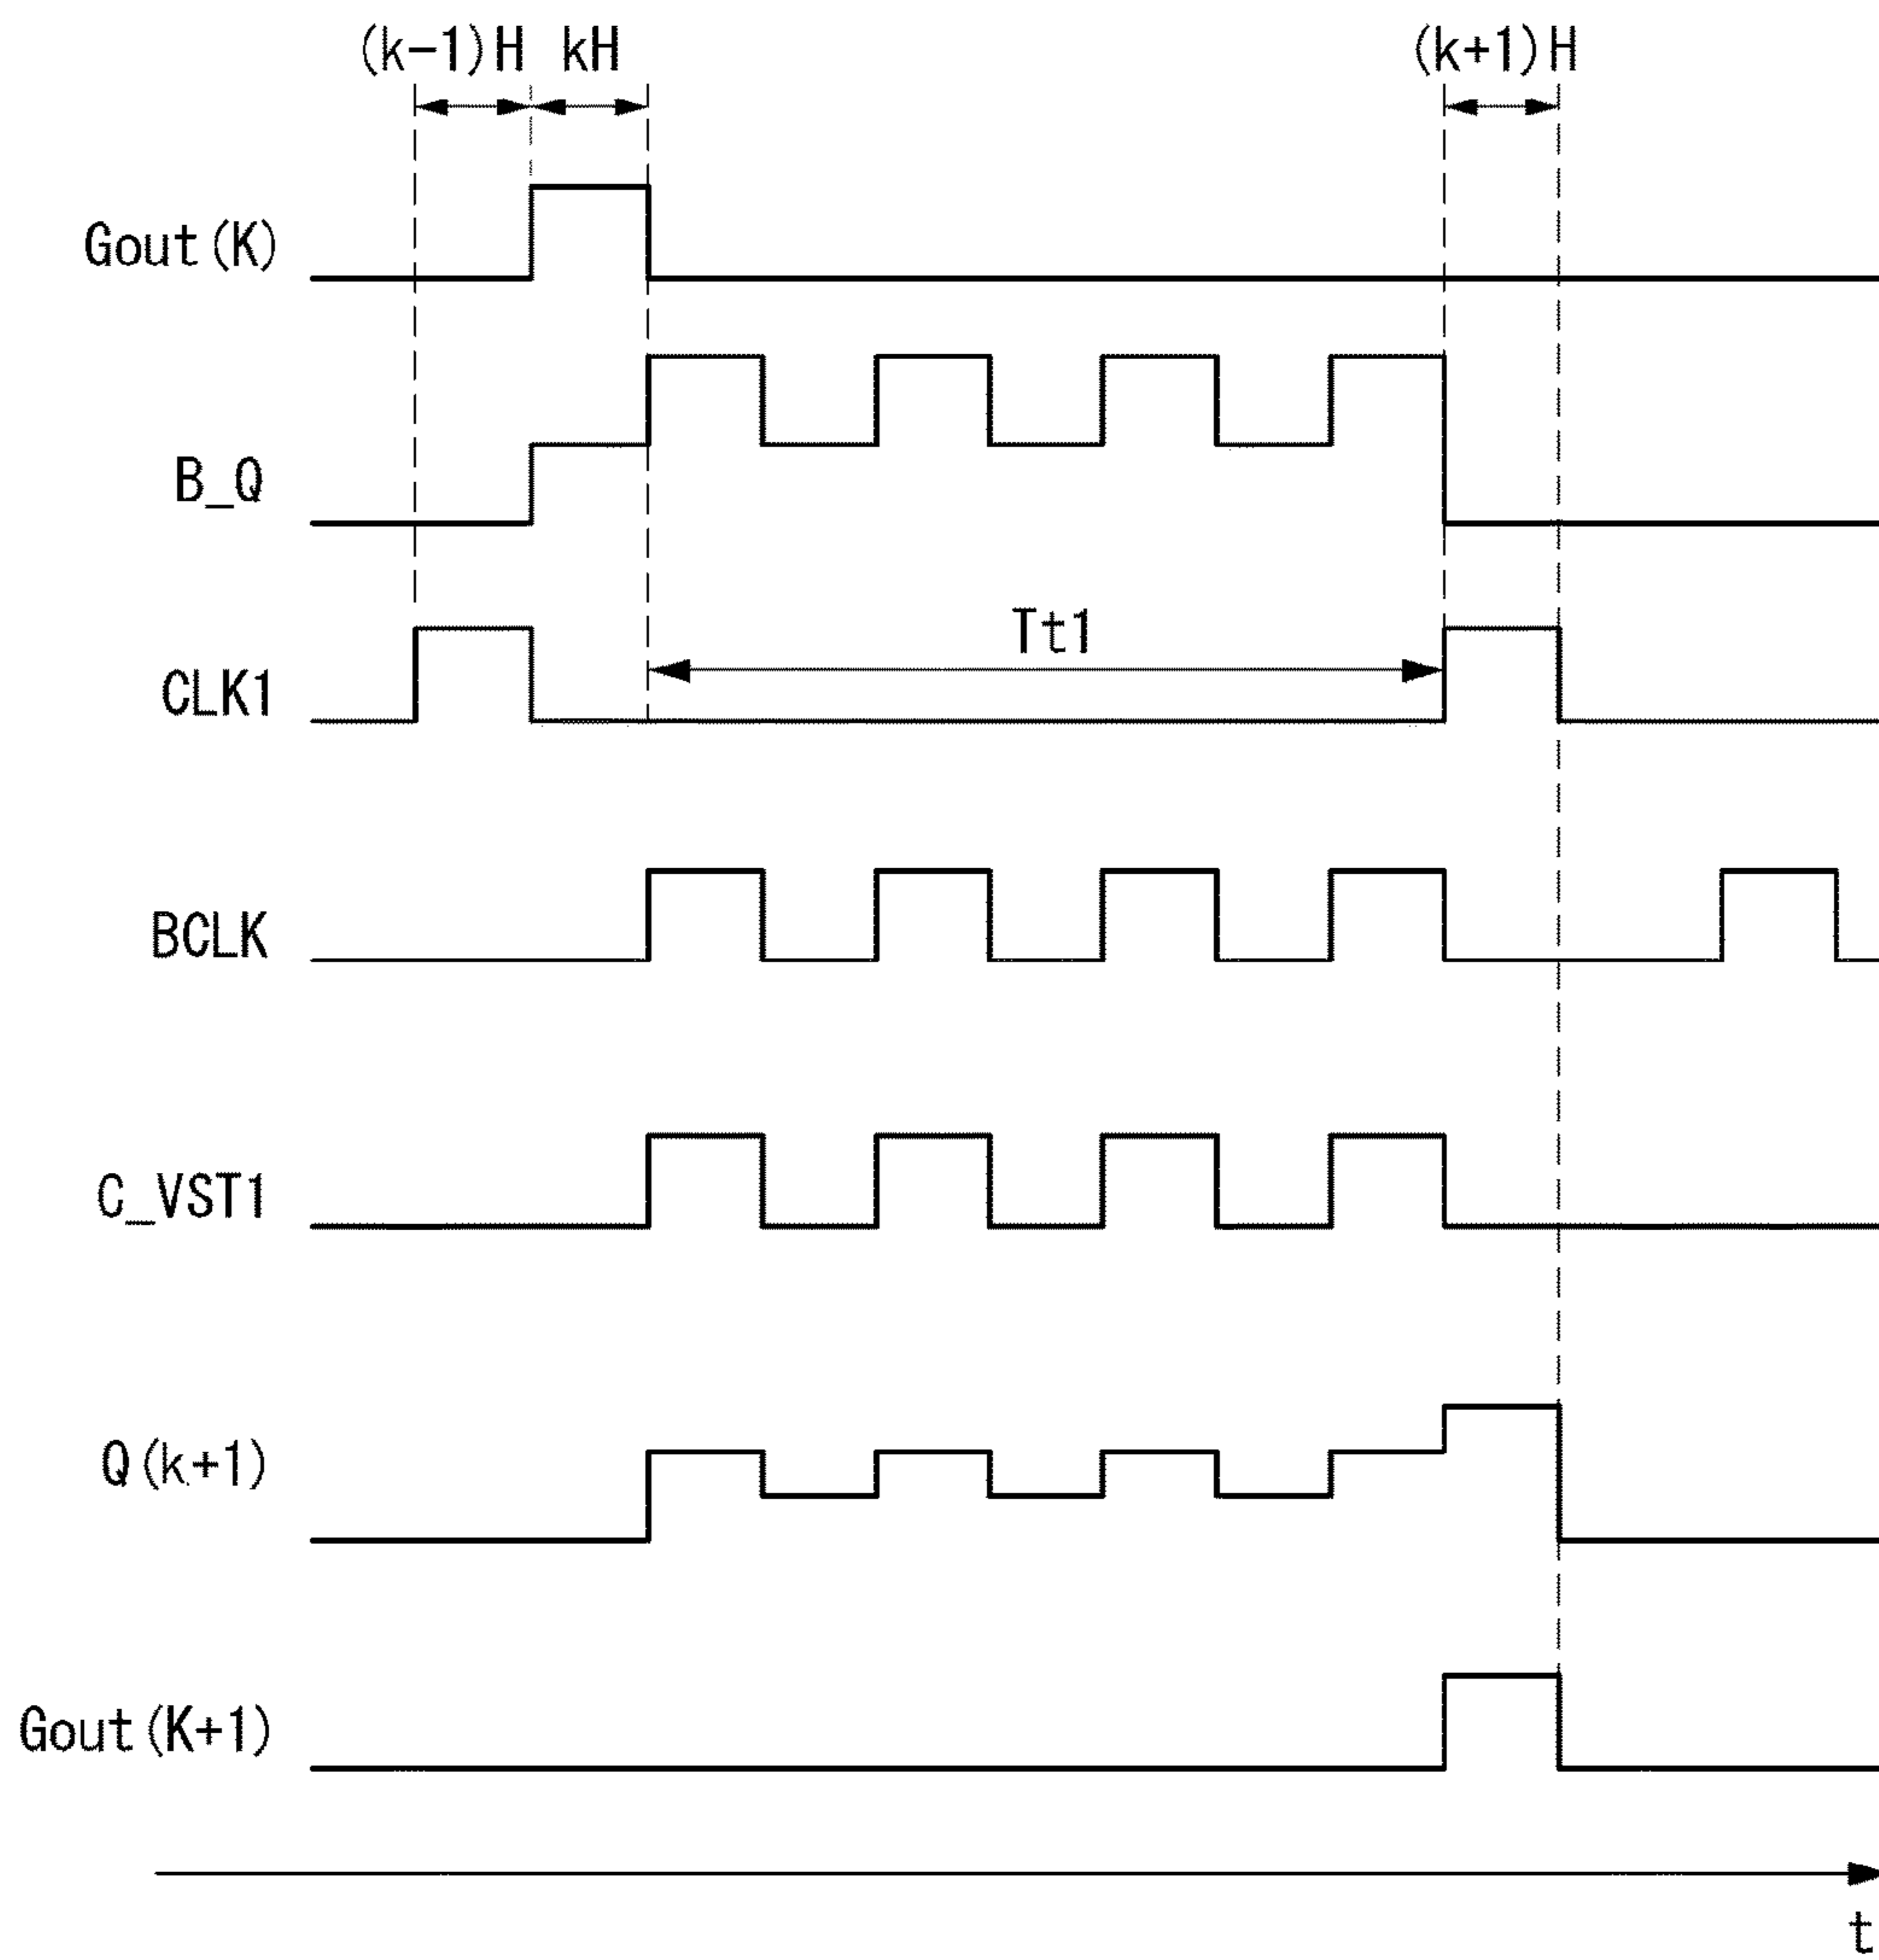 (k-1)H kH (k+1)H
Gout(K)
B_Q
Tt1
CLK1
BCLK
C_VST1
Q(k+1)
Gout(K+1)
t